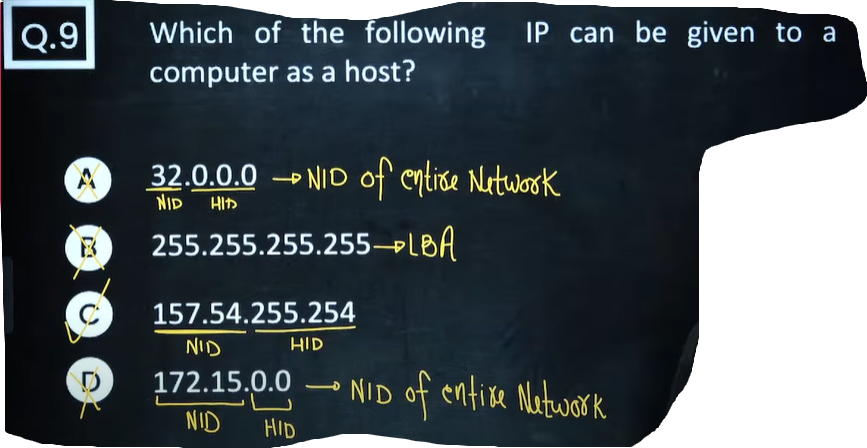 Q.9
Which of the following IP can be given to a
computer as a host?
A 32.0.0.0 → NID of entire Network
NID HID
B 255.255.255.255 → LBA
C 157.54.255.254
NID HID
D 172.15.0.0 → NID of entire Network
NID HID